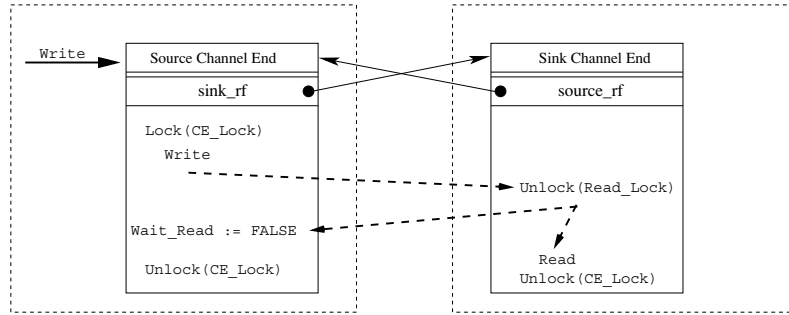 Write
Source Channel End
sink_rf
Lock(CE_Lock)
Write
Wait_Read := FALSE
Unlock(CE_Lock)
Sink Channel End
source_rf
Unlock(Read_Lock)
Read
Unlock(CE_Lock)